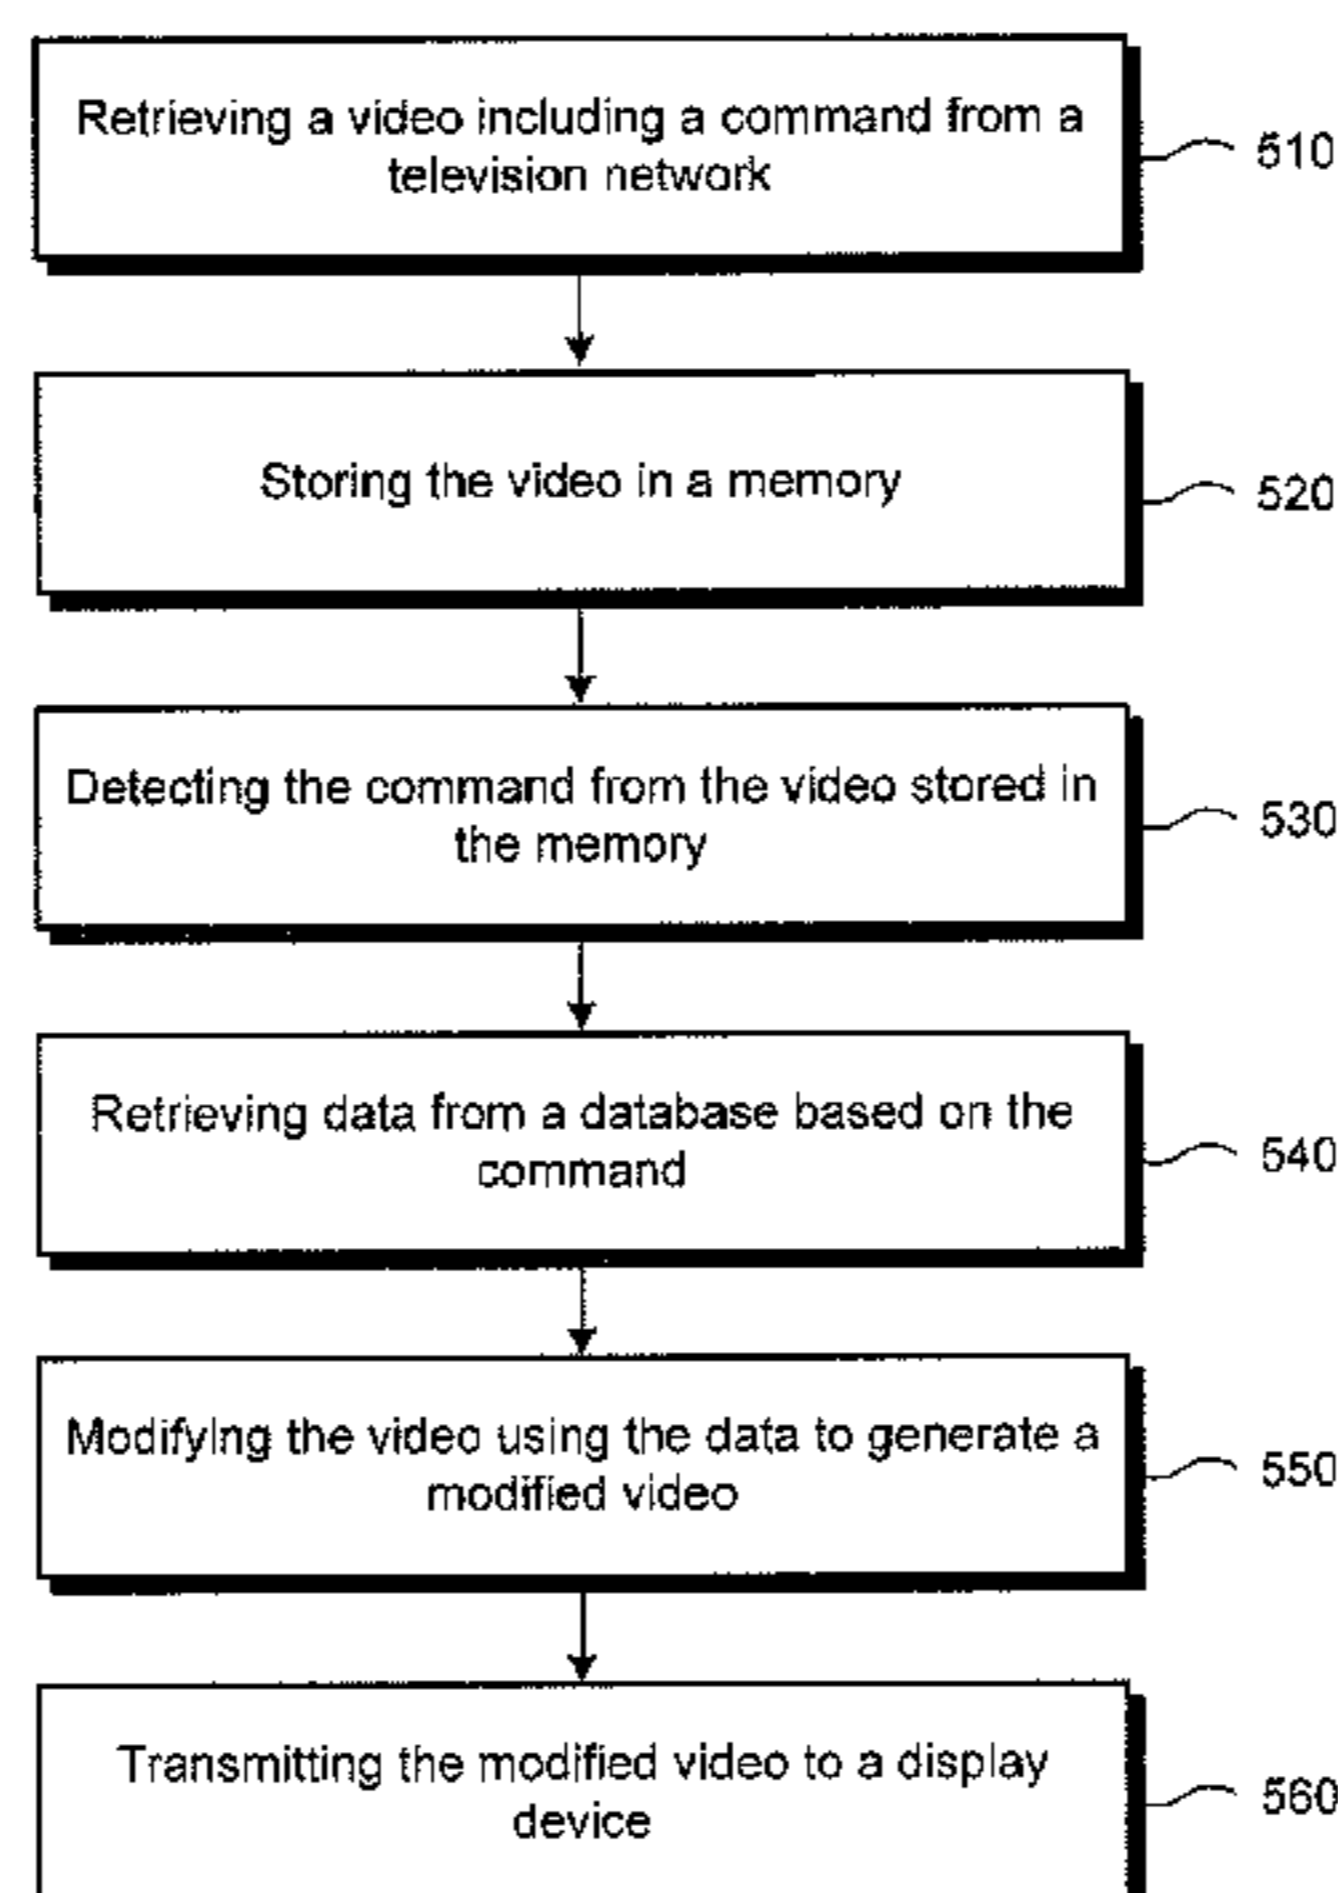 Retrieving a video including a command from a
television network
510
Storing the video in a memory
520
Detecting the command from the video stored in
the memory
530
Retrieving data from a database based on the
command
540
Modifying the video using the data to generate a
modified video
550
Transmitting the modified video to a display
device
560